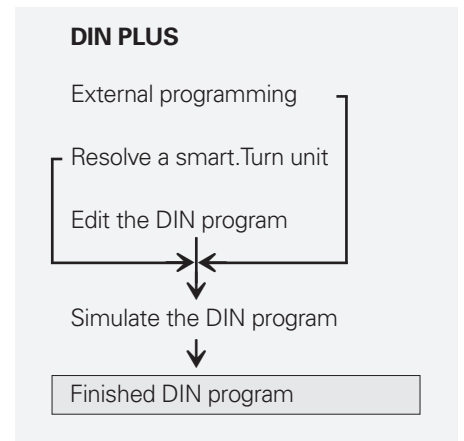 DIN PLUS
External programming
Resolve a smart.Turn unit
Edit the DIN program
Simulate the DIN program
Finished DIN program